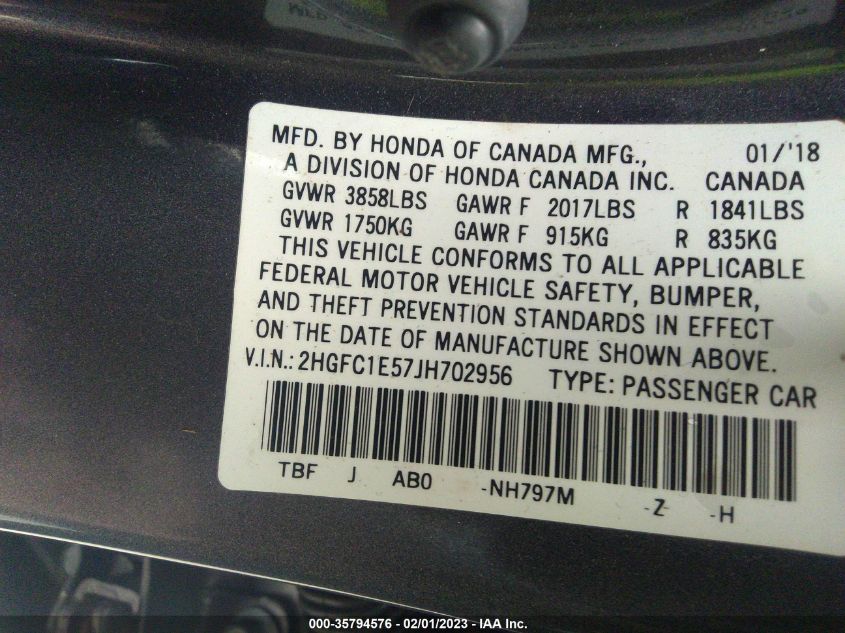 MFD. BY HONDA OF CANADA MFG., 01/'18
A DIVISION OF HONDA CANADA INC. CANADA
GVWR 3858LBS GAWR F 2017LBS R 1841LBS
GVWR 1750KG GAWR F 915KG R 835KG
THIS VEHICLE CONFORMS TO ALL APPLICABLE
FEDERAL MOTOR VEHICLE SAFETY, BUMPER,
AND THEFT PREVENTION STANDARDS IN EFFECT
ON THE DATE OF MANUFACTURE SHOWN ABOVE.
V.I.N.: 2HGFC1E57JH702956 TYPE: PASSENGER CAR
TBF J AB0 -NH797M -Z -H
000-35794576 - 02/01/2023 - IAA Inc.